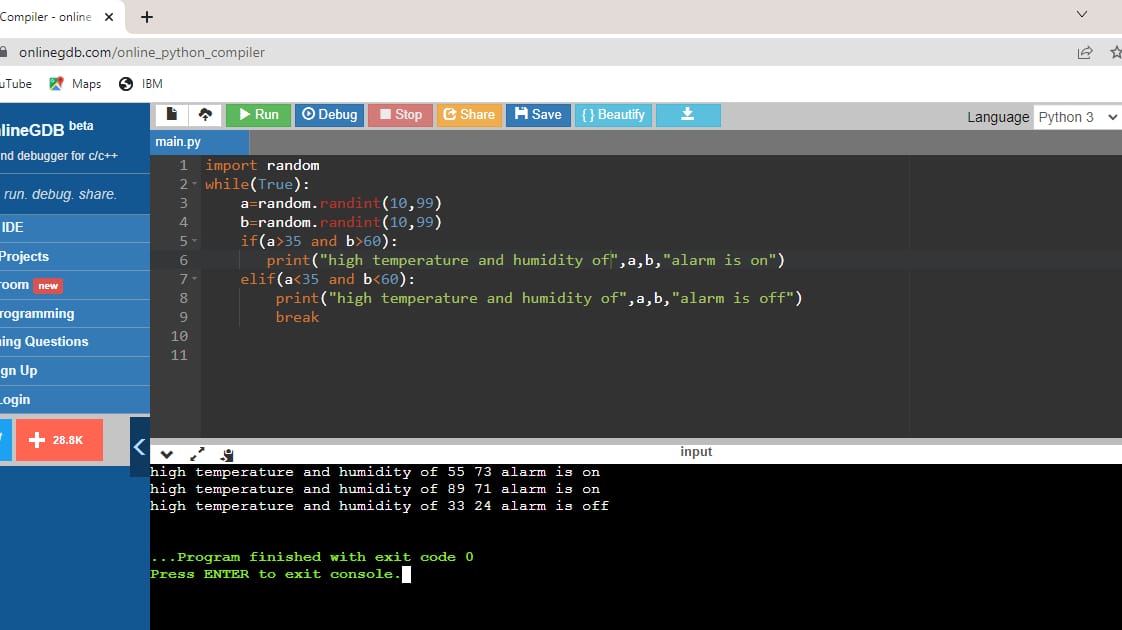 Compiler - online
onlinegdb.com/online_python_compiler
uTube Maps IBM
lineGDB beta
nd debugger for c/c++
run. debug. share.
IDE
Projects
room new
rogramming
ing Questions
gn Up
Login
28.8K
Run Debug Stop Share Save { } Beautify
Language Python 3
main.py
1 import random
2 while(True):
3 a=random.randint(10,99)
4 b=random.randint(10,99)
5 if(a>35 and b>60):
6 print("high temperature and humidity of",a,b,"alarm is on")
7 elif(a<35 and b<60):
8 print("high temperature and humidity of",a,b,"alarm is off")
9 break
10
11
input
high temperature and humidity of 55 73 alarm is on
high temperature and humidity of 89 71 alarm is on
high temperature and humidity of 33 24 alarm is off
...Program finished with exit code 0
Press ENTER to exit console.